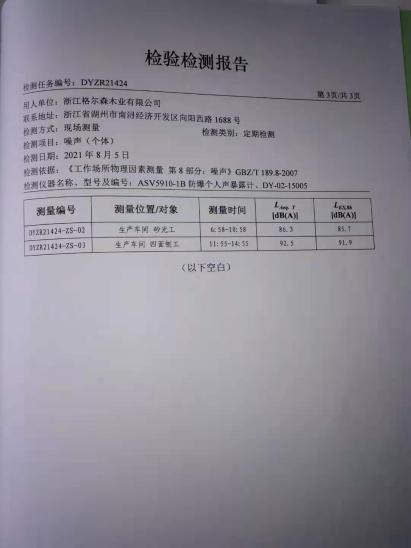 检验检测报告
检测任务编号：DYZR21424
第3页/共3页
用人单位：浙江格尔森木业有限公司
联系地址：浙江省湖州市南浔经济开发区向阳西路1688号
检测方式：现场测量 检测类别：定期检测
检测项目：噪声（个体）
检测日期：2021年8月5日
检测依据：《工作场所物理因素测量 第8部分：噪声》GBZ/T 189.8-2007
检测仪器名称、型号及编号：ASV5910-1B 防爆个人声暴露计、DY-02-15005
测量编号 测量位置/对象 测量时间 LAeq, T [dB(A)] LEX,8h [dB(A)]
DYZR21424-ZS-02 生产车间 砂光工 6:58-10:58 86.3 85.7
DYZR21424-ZS-03 生产车间 四面刨工 11:55-14:55 92.5 91.9
（以下空白）